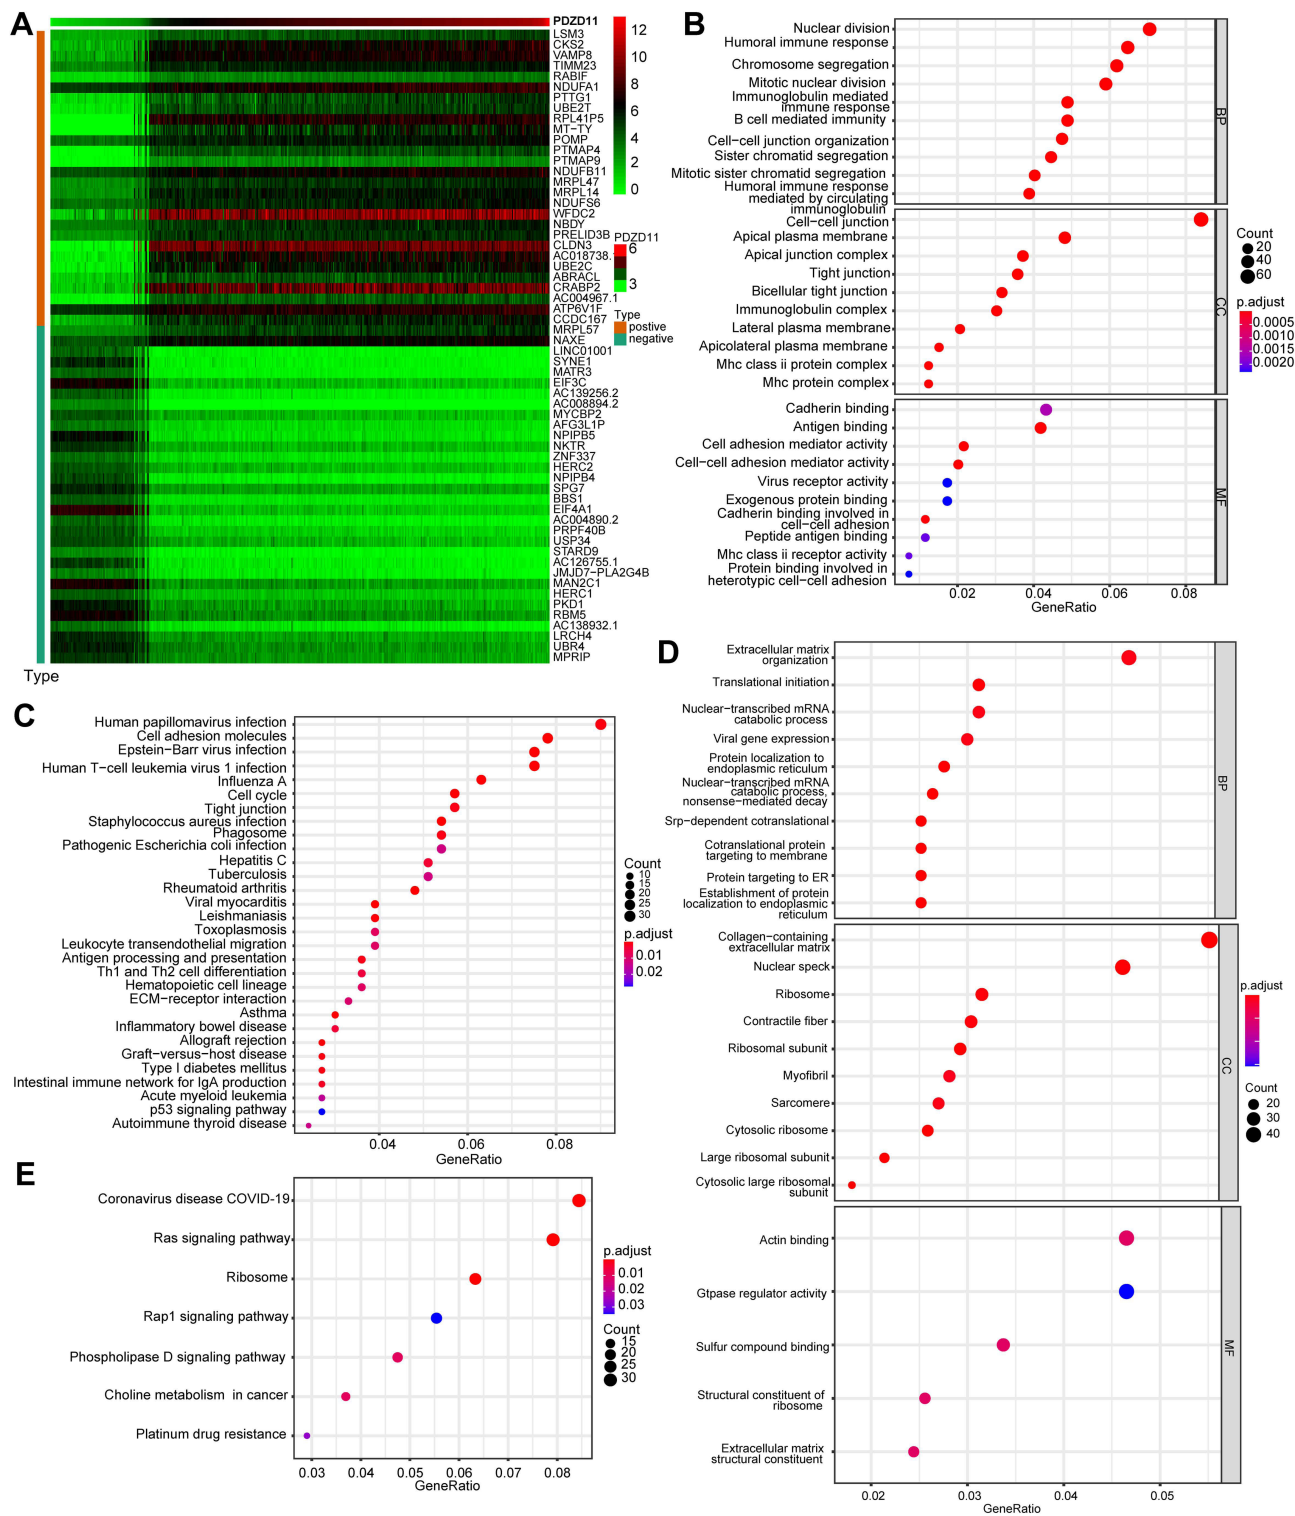 A
PDZD11
LSM3
CKS2
VAMP8
TIMM23
RABIF
NDUFA1
PTTG1
UBE2T
RPL41P5
MT-TY
POMP
PTMAP4
PTMAP9
NDUFB11
MRPL47
MRPL14
NDUFS6
WFDC2
NBDY
PRELID3B
CLDN3
AC018738.
UBE2C
ABRACL
CRABP2
AC004967.1
ATP6V1F
CCDC167
MRPL57
NAXE
LINC01001
SYNE1
MATR3
EIF3C
AC139256.2
AC008894.2
MYCBP2
AFG3L1P
NPIPB5
NKTR
ZNF337
HERC2
NPIPB4
SPG7
BBS1
EIF4A1
AC004890.2
PRPF40B
USP34
STARD9
AC126755.1
JMJD7-PLA2G4B
MAN2C1
HERC1
PKD1
RBM5
AC138932.1
LRCH4
UBR4
MPRIP
Type
12
10
8
6
4
2
0
PDZD11
6
3
Type
postive
negative
B
Nuclear division
Humoral immune response
Chromosome segregation
Mitotic nuclear division
Immunoglobulin mediated
immune response
B cell mediated immunity
Cell-cell junction organization
Sister chromatid segregation
Mitotic sister chromatid segregation
Humoral immune response
mediated by circulating
immunoglobulin
BP
Cell-cell junction
Apical plasma membrane
Apical junction complex
Tight junction
Bicellular tight junction
Immunoglobulin complex
Lateral plasma membrane
Apicolateral plasma membrane
Mhc class ii protein complex
Mhc protein complex
CC
Cadherin binding
Antigen binding
Cell adhesion mediator activity
Cell-cell adhesion mediator activity
Virus receptor activity
Exogenous protein binding
Cadherin binding involved in
cell-cell adhesion
Peptide antigen binding
Mhc class ii receptor activity
Protein binding involved in
heterotypic cell-cell adhesion
MF
0.02 0.04 0.06 0.08
GeneRatio
Count
20
40
60
p.adjust
0.0005
0.0010
0.0015
0.0020
C
Human papillomavirus infection
Cell adhesion molecules
Epstein-Barr virus infection
Human T-cell leukemia virus 1 infection
Influenza A
Cell cycle
Tight junction
Staphylococcus aureus infection
Phagosome
Pathogenic Escherichia coli infection
Hepatitis C
Tuberculosis
Rheumatoid arthritis
Viral myocarditis
Leishmaniasis
Toxoplasmosis
Leukocyte transendothelial migration
Antigen processing and presentation
Th1 and Th2 cell differentiation
Hematopoietic cell lineage
ECM-receptor interaction
Asthma
Inflammatory bowel disease
Allograft rejection
Graft-versus-host disease
Type I diabetes mellitus
Intestinal immune network for IgA production
Acute myeloid leukemia
p53 signaling pathway
Autoimmune thyroid disease
0.04 0.06 0.08
GeneRatio
Count
10
15
20
25
30
p.adjust
0.01
0.02
D
Extracellular matrix
organization
Translational initiation
Nuclear-transcribed mRNA
catabolic process
Viral gene expression
Protein localization to
endoplasmic reticulum
Nuclear-transcribed mRNA
catabolic process,
nonsense-mediated decay
Srp-dependent cotranslational
Cotranslational protein
targeting to membrane
Protein targeting to ER
Establishment of protein
localization to endoplasmic
reticulum
BP
Collagen-containing
extracellular matrix
Nuclear speck
Ribosome
Contractile fiber
Ribosomal subunit
Myofibril
Sarcomere
Cytosolic ribosome
Large ribosomal subunit
Cytosolic large ribosomal
subunit
CC
Actin binding
Gtpase regulator activity
Sulfur compound binding
Structural constituent of
ribosome
Extracellular matrix
structural constituent
MF
0.02 0.03 0.04 0.05
GeneRatio
p.adjust
Count
20
30
40
E
Coronavirus disease COVID-19
Ras signaling pathway
Ribosome
Rap1 signaling pathway
Phospholipase D signaling pathway
Choline metabolism in cancer
Platinum drug resistance
0.03 0.04 0.05 0.06 0.07 0.08
GeneRatio
p.adjust
0.01
0.02
0.03
Count
15
20
25
30